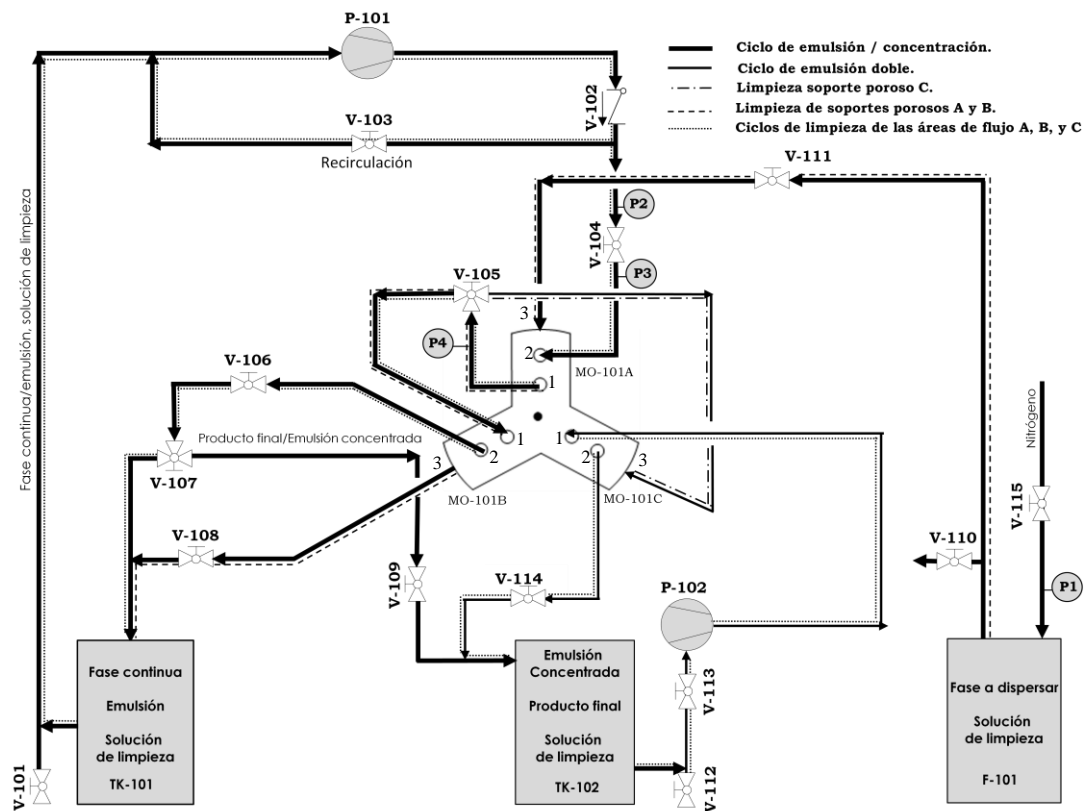 P-101
Ciclo de emulsión / concentración.
Ciclo de emulsión doble.
Limpieza soporte poroso C.
Limpieza de soportes porosos A y B.
Ciclos de limpieza de las áreas de flujo A, B, y C
V-102
V-103
Recirculación
V-111
P2
V-104
P3
V-105
3
2
MO-101A
P4
1
V-106
Fase continua/emulsión, solución de limpieza
Producto final/Emulsión concentrada
1
2
3
MO-101B
1
2
3
MO-101C
V-107
Nitrógeno
V-115
V-108
V-109
V-114
P-102
V-110
P1
Fase continua
Emulsión
Solución
de limpieza
TK-101
V-101
Emulsión
Concentrada
Producto final
Solución
de limpieza
TK-102
V-113
V-112
Fase a dispersar
Solución
de limpieza
F-101